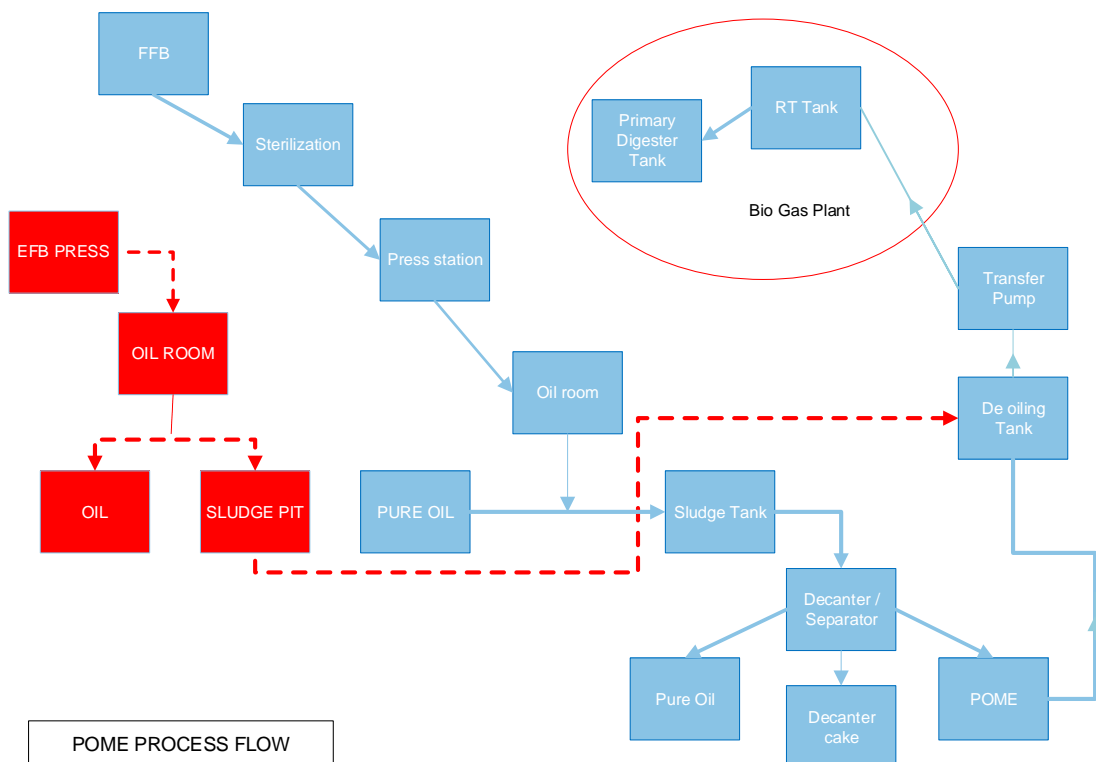 FFB
Sterilization
Press station
Oil room
EFB PRESS
OIL ROOM
OIL
SLUDGE PIT
PURE OIL
Sludge Tank
Decanter /
Separator
Pure Oil
Decanter
cake
POME
De oiling
Tank
Transfer
Pump
RT Tank
Primary
Digester
Tank
Bio Gas Plant
POME PROCESS FLOW